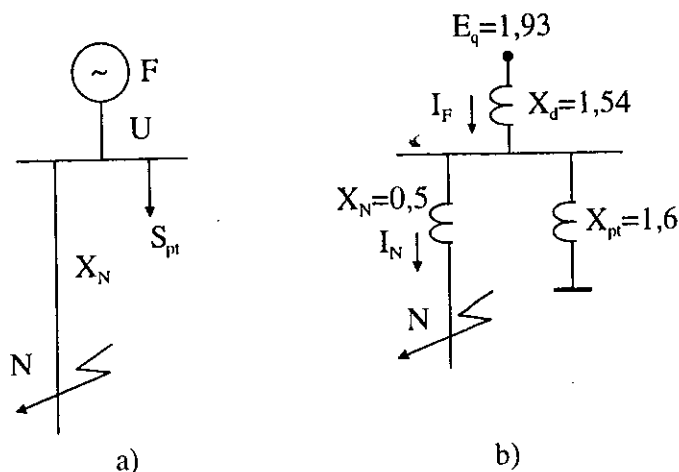 ~
F
U
S_pt
X_N
N
a)
E_q=1,93
I_F
X_d=1,54
X_N=0,5
I_N
X_pt=1,6
N
b)